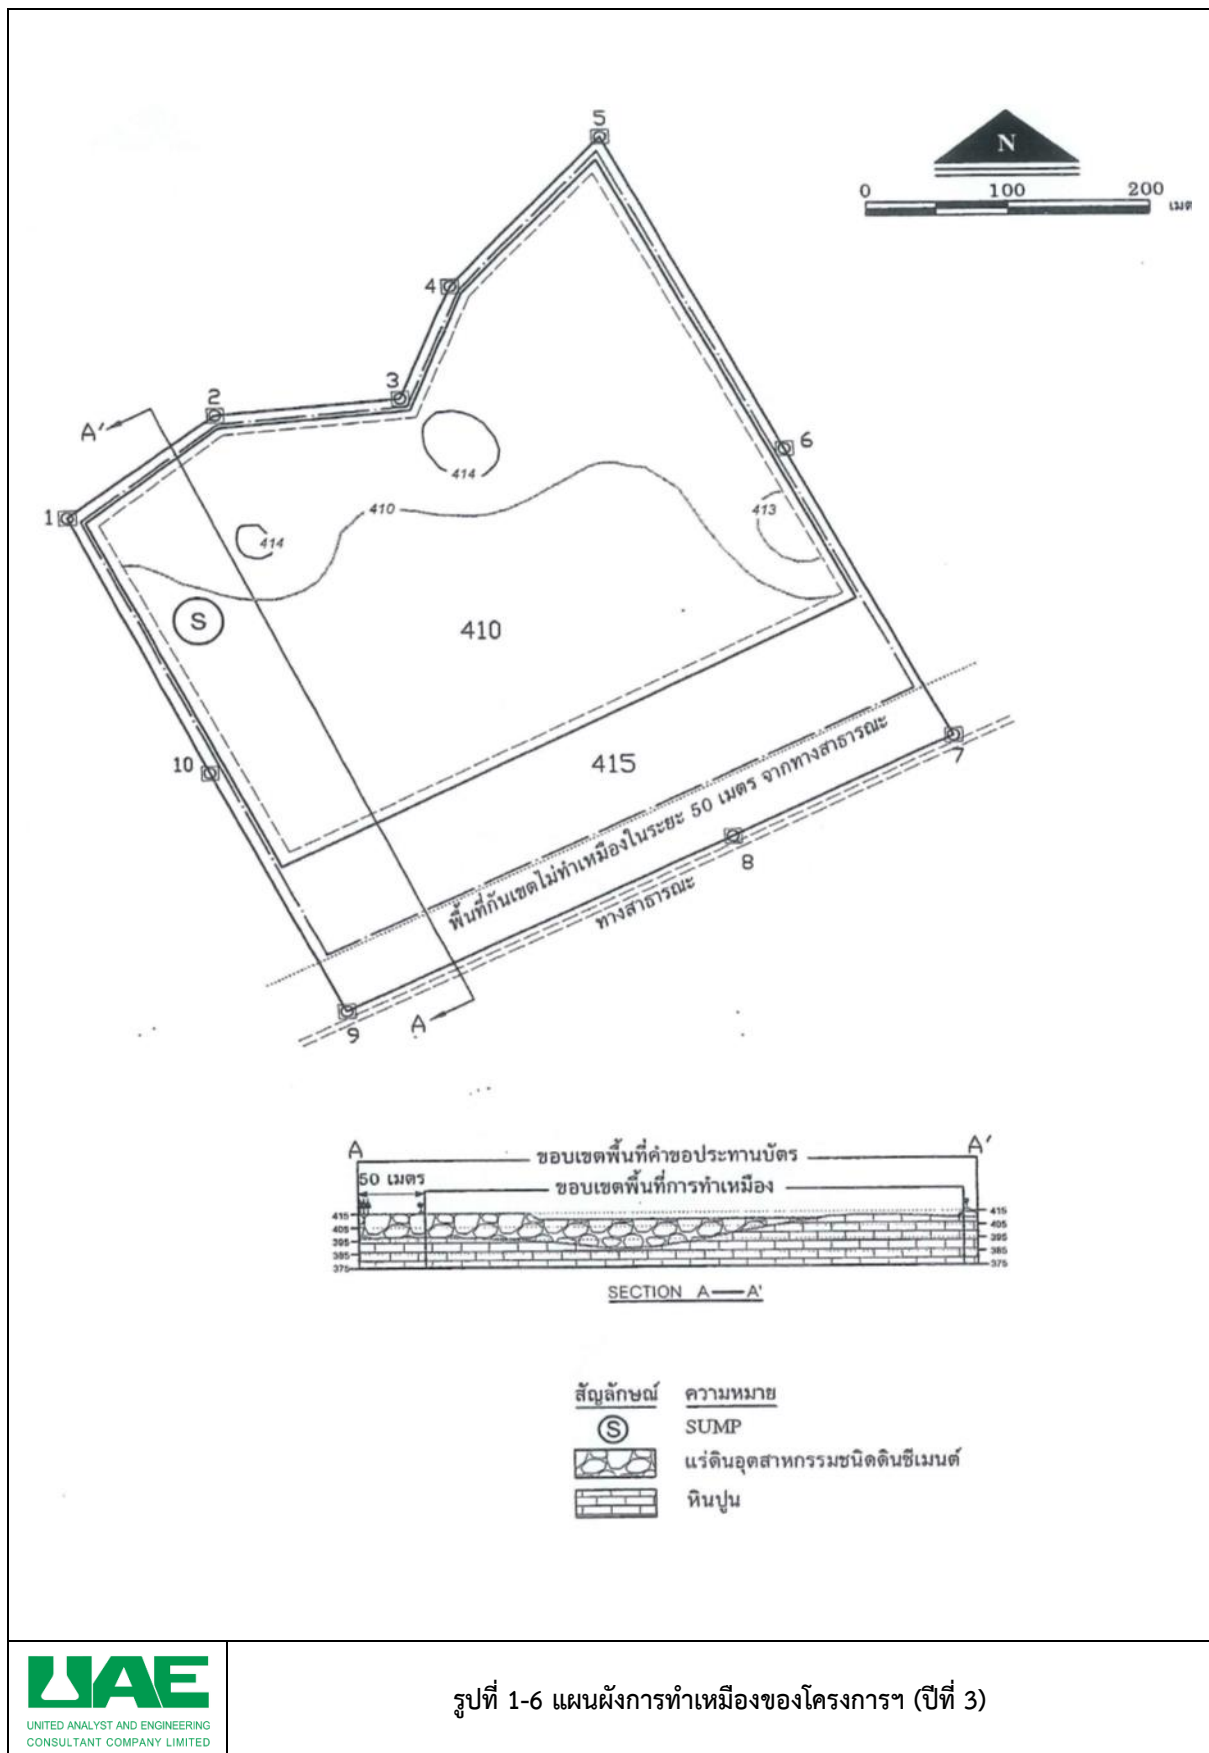 5
N
0 100 200
เมต
4
3
2
A'
6
1
414
410
413
414
S
410
10
415
7
พื้นที่กันเขตไม่ทำเหมืองในระยะ 50 เมตร จากทางสาธารณะ
8
ทางสาธารณะ
9
A
A A'
ขอบเขตพื้นที่คำขอประทานบัตร
50 เมตร
ขอบเขตพื้นที่การทำเหมือง
415 415
405 405
395 395
385 385
375 375
SECTION A A'
สัญลักษณ์ ความหมาย
S SUMP
แร่ดินอุตสาหกรรมชนิดดินซีเมนต์
หินปูน
UAE
UNITED ANALYST AND ENGINEERING
CONSULTANT COMPANY LIMITED
รูปที่ 1-6 แผนผังการทำเหมืองของโครงการฯ (ปีที่ 3)